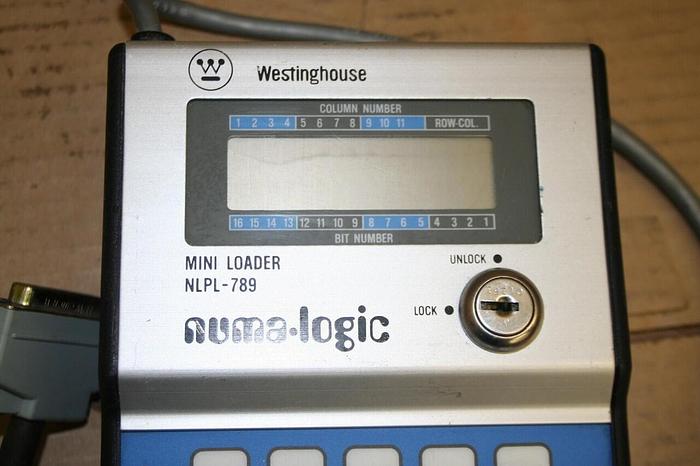 Westinghouse
COLUMN NUMBER
1 2 3 4 5 6 7 8 9 10 11 ROW-COL.
16 15 14 13 12 11 10 9 8 7 6 5 4 3 2 1
BIT NUMBER
MINI LOADER
NLPL-789
numa·logic
UNLOCK
LOCK